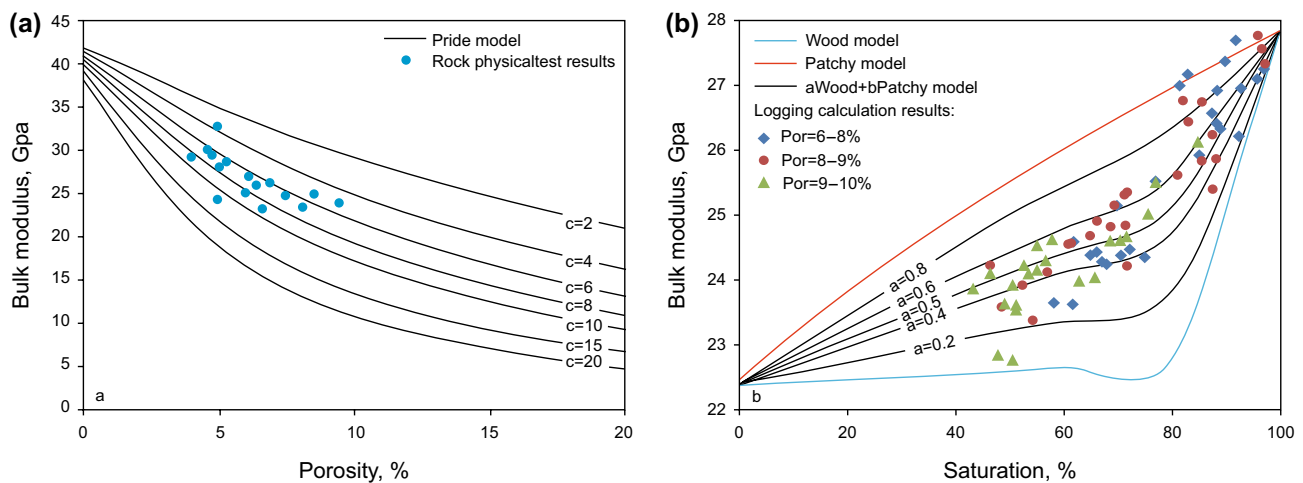 (a)
45
40
35
30
25
20
15
10
5
0
Bulk modulus, Gpa
Pride model
Rock physicaltest results
c=2
c=4
c=6
c=8
c=10
c=15
c=20
a
0
5
10
15
20
Porosity, %
(b)
28
27
26
25
24
23
22
Bulk modulus, Gpa
Wood model
Patchy model
aWood+bPatchy model
Logging calculation results:
Por=6–8%
Por=8–9%
Por=9–10%
a=0.8
a=0.6
a=0.5
a=0.4
a=0.2
b
0
20
40
60
80
100
Saturation, %